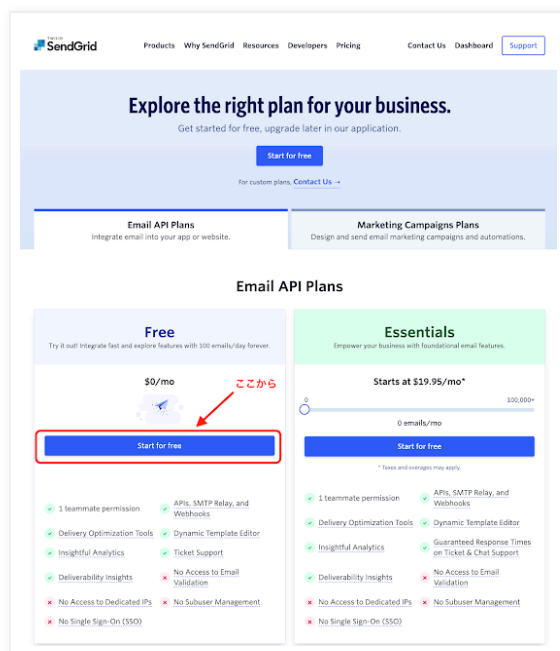 TWILIO
SendGrid
Products Why SendGrid Resources Developers Pricing Contact Us Dashboard Support
Explore the right plan for your business.
Get started for free, upgrade later in our application.
Start for free
For custom plans, Contact Us →
Email API Plans
Integrate email into your app or website.
Marketing Campaigns Plans
Design and send email marketing campaigns and automations.
Email API Plans
Free
Try it out! Integrate fast and explore features with 100 emails/day forever.
$0/mo
ここから
Start for free
1 teammate permission
APIs, SMTP Relay, and
Webhooks
Delivery Optimization Tools
Dynamic Template Editor
Insightful Analytics
Ticket Support
Deliverability Insights
No Access to Email
Validation
No Access to Dedicated IPs
No Subuser Management
No Single Sign-On (SSO)
Essentials
Empower your business with foundational email features.
Starts at $19.95/mo*
0 100,000+
0 emails/mo
Start for free
* Taxes and overages may apply.
1 teammate permission
APIs, SMTP Relay, and
Webhooks
Delivery Optimization Tools
Dynamic Template Editor
Insightful Analytics
Guaranteed Response Times
on Ticket & Chat Support
Deliverability Insights
No Access to Email
Validation
No Access to Dedicated IPs
No Subuser Management
No Single Sign-On (SSO)